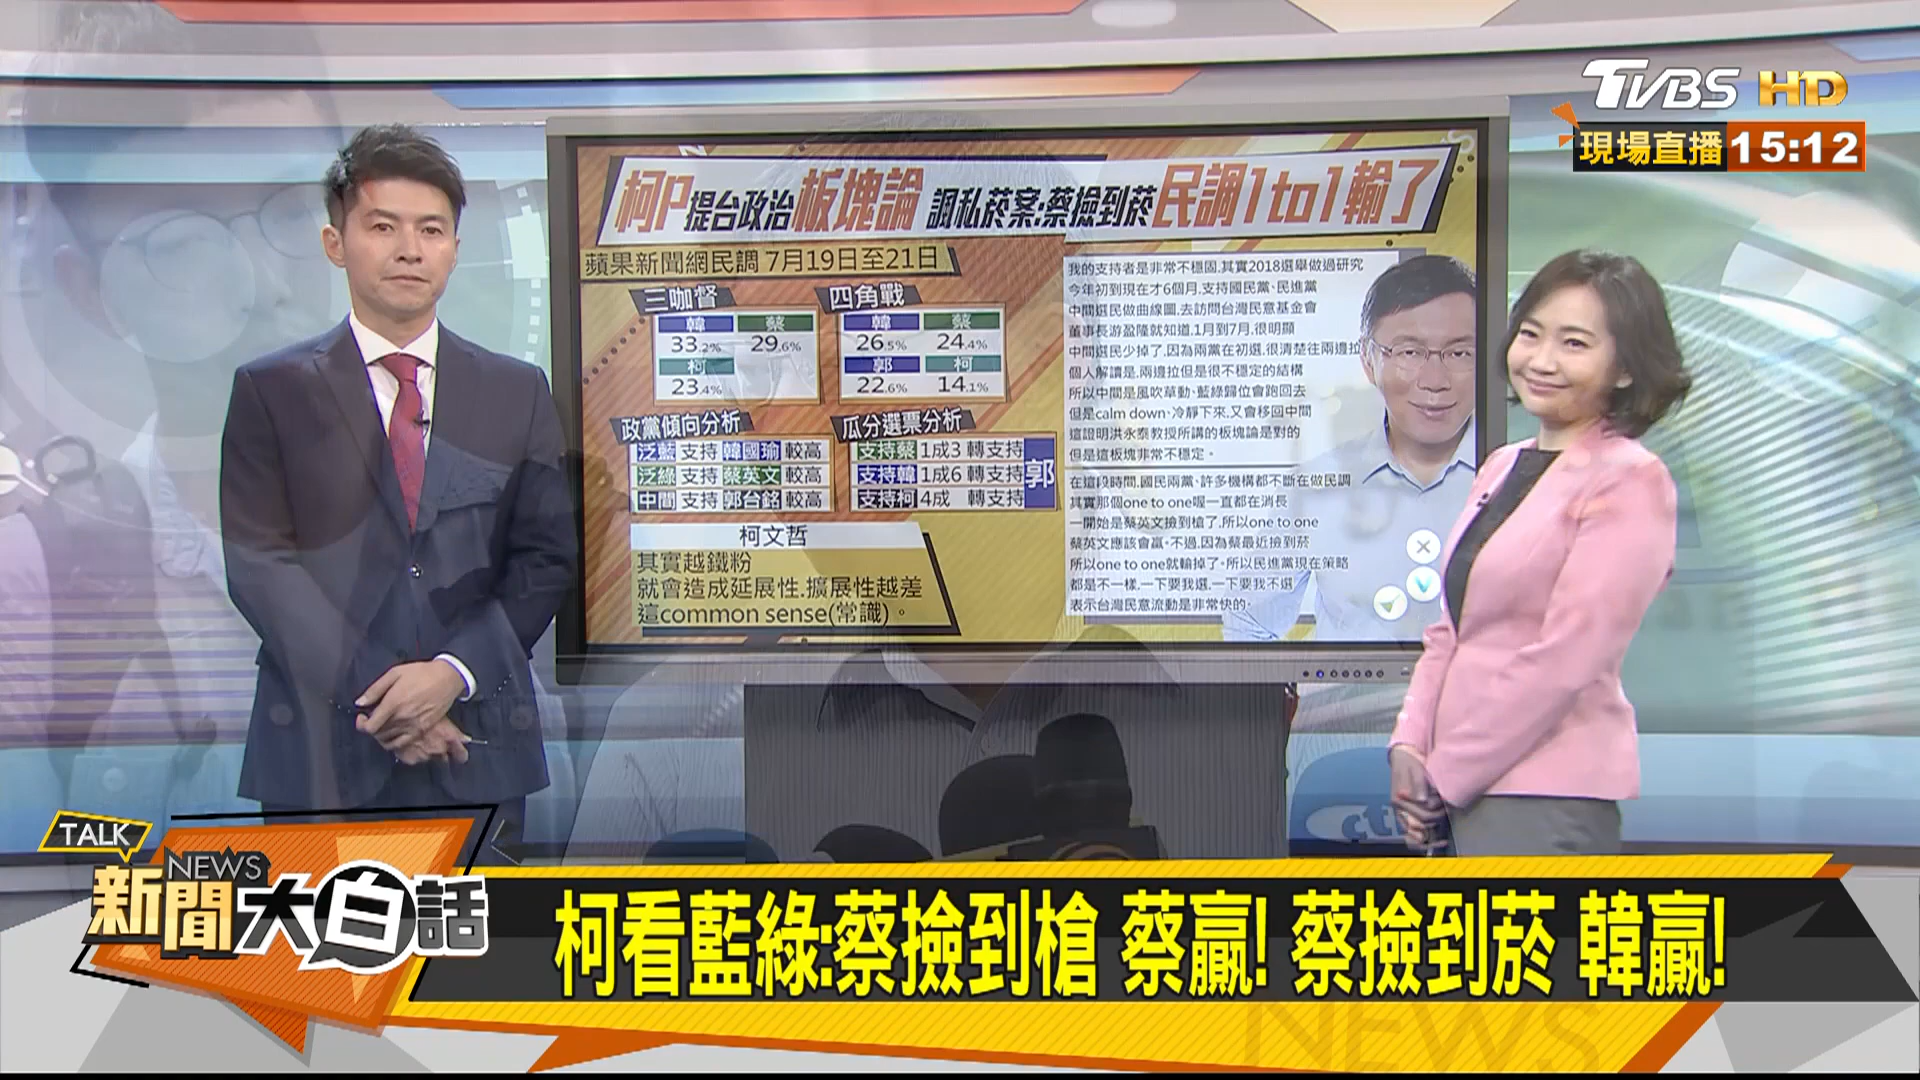 TVBS HD
現場直播 15:12
柯P提台政治板塊論 諷私菸案:蔡撿到菸民調1 to 1輸了
蘋果新聞網民調 7月19日至21日
三咖督
韓 蔡
33.2% 29.6%
柯
23.4%
四角戰
韓 蔡
26.5% 24.4%
郭 柯
22.6% 14.1%
政黨傾向分析
泛藍 支持 韓國瑜 較高
泛綠 支持 蔡英文 較高
中間 支持 郭台銘 較高
瓜分選票分析
支持蔡 1成3 轉支持
支持韓 1成6 轉支持
支持柯 4成 轉支持
郭
柯文哲
其實越鐵粉
就會造成延展性.擴展性越差
這common sense(常識)。
我的支持者是非常不穩固.其實2018選舉做過研究
今年初到現在才6個月.支持國民黨、民進黨
中間選民做曲線圖.去訪問台灣民意基金會
董事長游盈隆就知道.1月到7月.很明顯
中間選民少掉了.因為兩黨在初選.很清楚往兩邊拉
個人解讀是.兩邊拉但是很不穩定的結構
所以中間是風吹草動、藍綠歸位會跑回去
但是calm down、冷靜下來.又會移回中間
這證明洪永泰教授所講的板塊論是對的
但是這板塊非常不穩定。
在這段時間.國民兩黨、許多機構都不斷在做民調
其實那個one to one喔一直都在消長
一開始是蔡英文撿到槍了.所以one to one
蔡英文應該會贏。不過.因為蔡最近撿到菸
所以one to one就輸掉了。所以民進黨現在策略
都是不一樣.一下要我選.一下要我不選
表示台灣民意流動是非常快的。
TALK
NEWS
新聞大白話
柯看藍綠:蔡撿到槍 蔡贏! 蔡撿到菸 韓贏!
NEWS